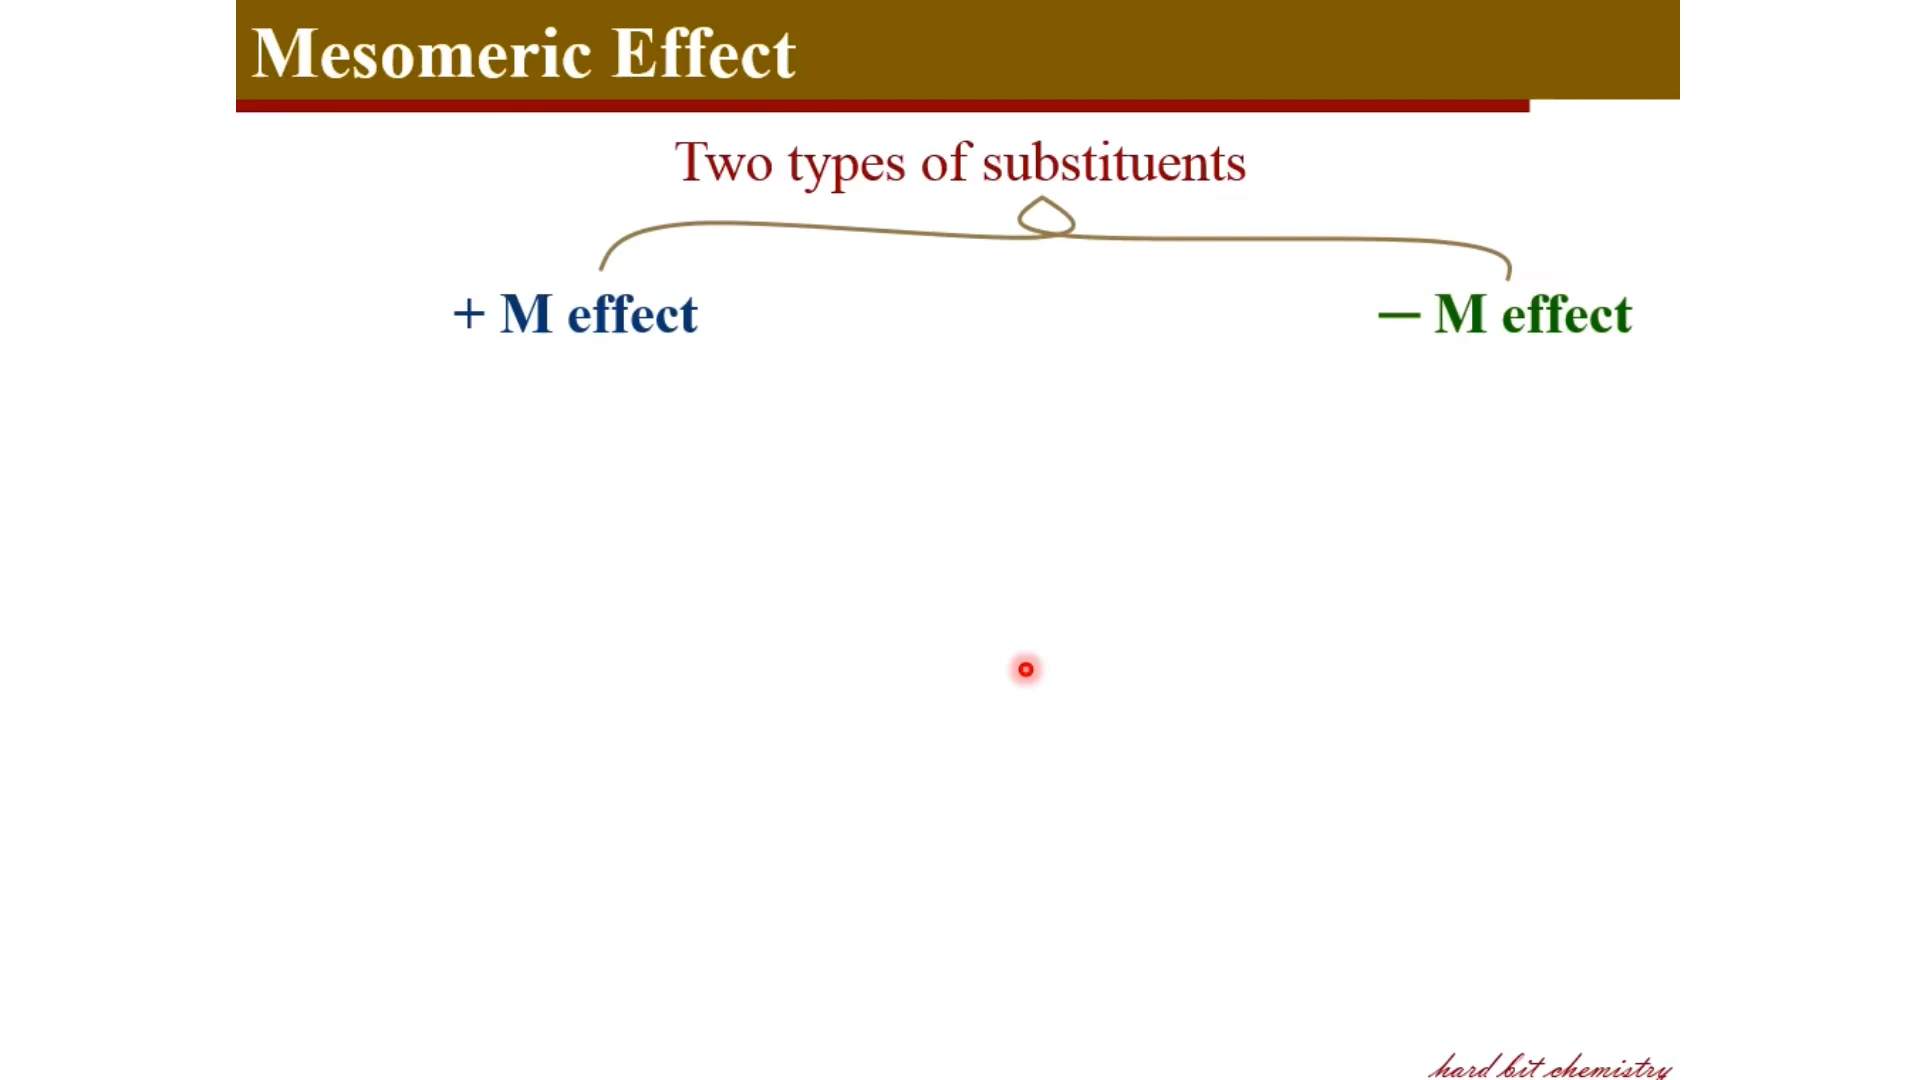 Mesomeric Effect
Two types of substituents
+ M effect
— M effect
hard bit chemistry